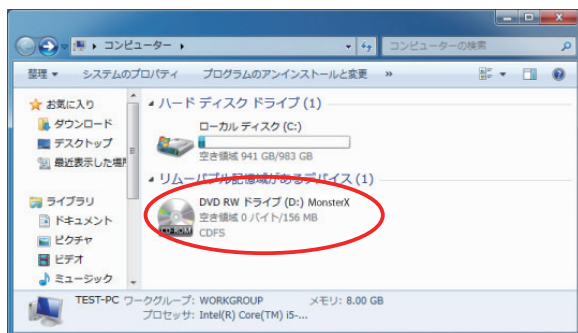 コンピューター
コンピューターの検索
整理 システムのプロパティ プログラムのアンインストールと変更 »
お気に入り
ダウンロード
デスクトップ
最近表示した場所
ライブラリ
ドキュメント
ピクチャ
ビデオ
ミュージック
ハード ディスク ドライブ (1)
ローカル ディスク (C:)
空き領域 941 GB/983 GB
リムーバブル記憶域があるデバイス (1)
DVD RW ドライブ (D:) MonsterX
空き領域 0 バイト/156 MB
CDFS
CD-ROM
TEST-PC ワークグループ: WORKGROUP メモリ: 8.00 GB
プロセッサ: Intel(R) Core(TM) i5-...